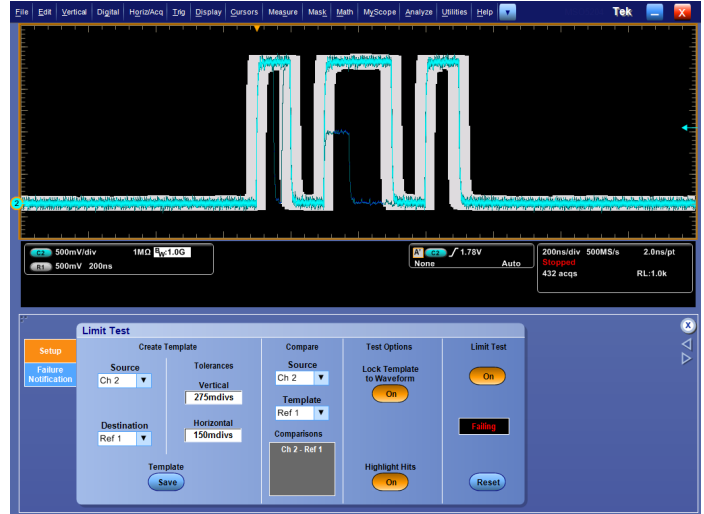 File Edit Vertical Digital Horiz/Acq Trig Display Cursors Measure Mask Math MyScope Analyze Utilities Help Tek X
2
C2 500mV/div 1MΩ BW:1.0G
R1 500mV 200ns
A' C2 1.78V
None Auto
200ns/div 500MS/s 2.0ns/pt
Stopped
432 acqs RL:1.0k
Limit Test
X
Setup
Failure
Notification
Create Template
Source
Ch 2
Destination
Ref 1
Tolerances
Vertical
275mdivs
Horizontal
150mdivs
Template
Save
Compare
Source
Ch 2
Template
Ref 1
Comparisons
Ch 2 - Ref 1
Test Options
Lock Template
to Waveform
On
Highlight Hits
On
Limit Test
On
Failing
Reset